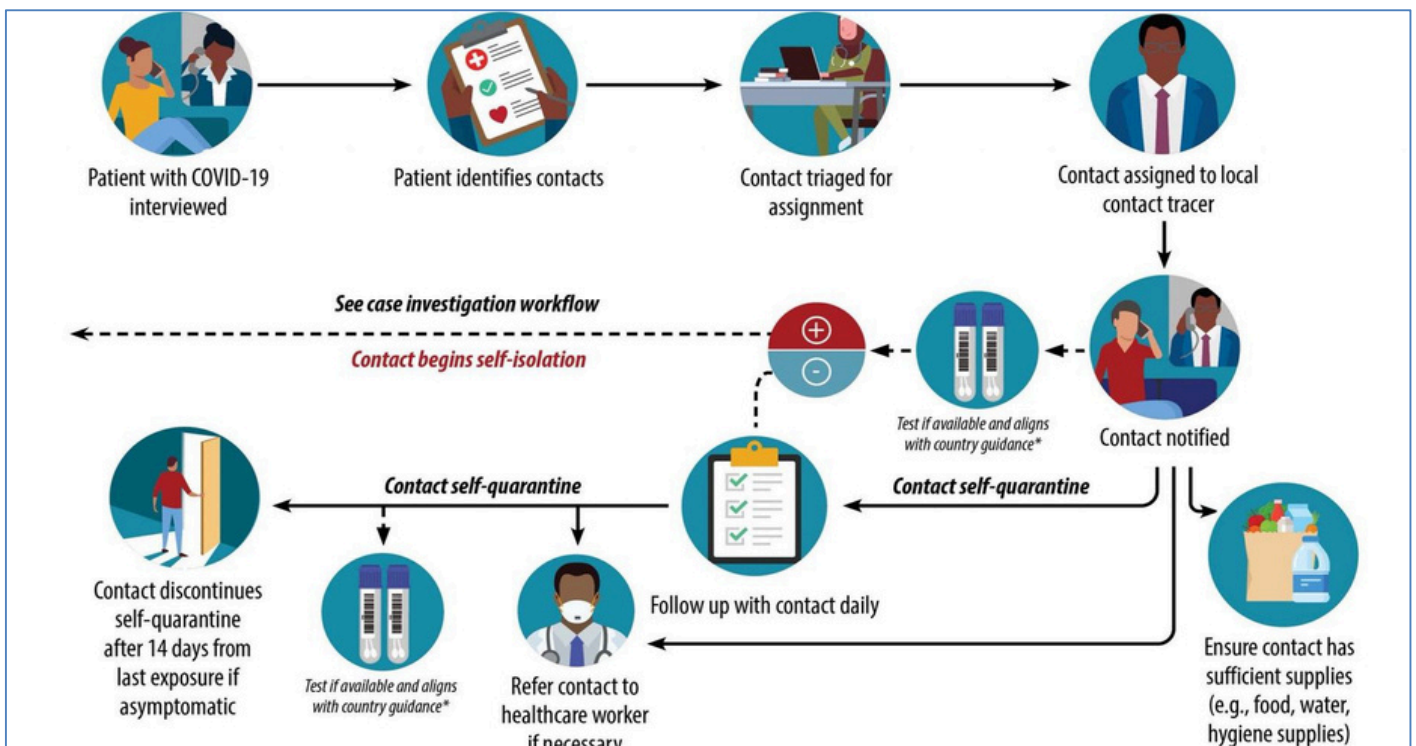 Patient with COVID-19
interviewed
Patient identifies contacts
Contact triaged for
assignment
Contact assigned to local
contact tracer
See case investigation workflow
Contact begins self-isolation
+
-
Test if available and aligns
with country guidance*
Contact notified
Contact self-quarantine
Contact self-quarantine
Contact discontinues
self-quarantine
after 14 days from
last exposure if
asymptomatic
Test if available and aligns
with country guidance*
Refer contact to
healthcare worker
if necessary
Follow up with contact daily
Ensure contact has
sufficient supplies
(e.g., food, water,
hygiene supplies)